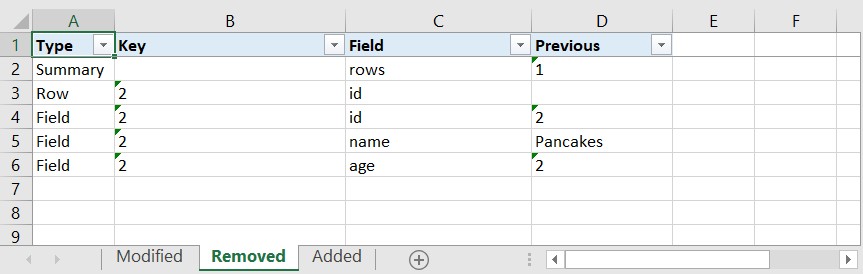 A B C D E F
1 Type Key Field Previous
2 Summary rows 1
3 Row 2 id
4 Field 2 id 2
5 Field 2 name Pancakes
6 Field 2 age 2
7
8
9
Modified Removed Added